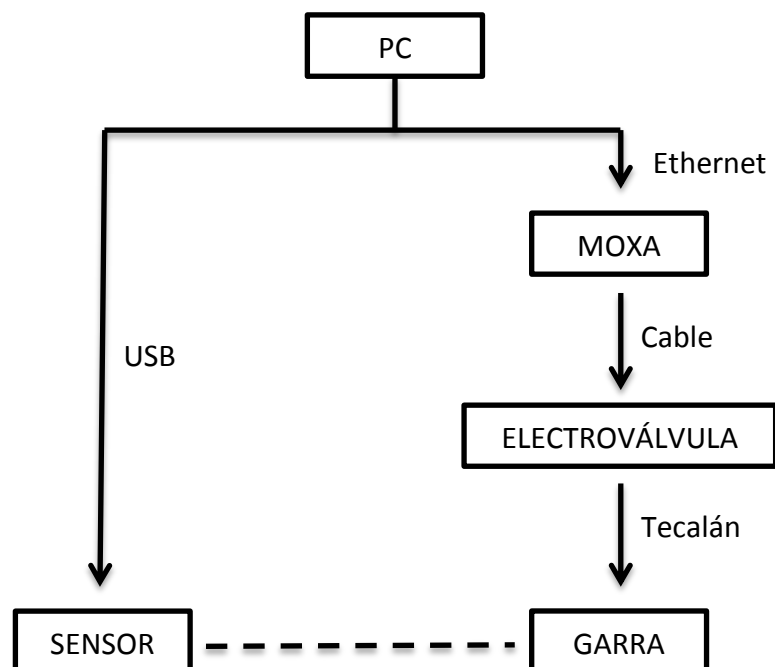 PC
Ethernet
MOXA
USB
Cable
ELECTROVÁLVULA
Tecalán
SENSOR
GARRA